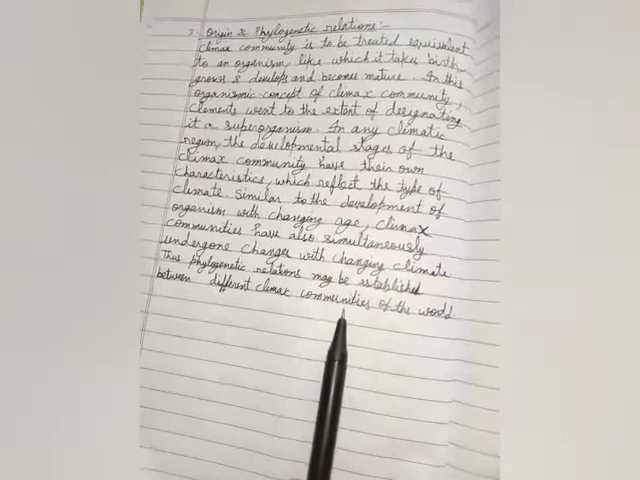 3. Origin & Phylogenetic relations:-
Climax community is to be treated equivalent
to an organism, like which it takes birth
grows & develops and becomes mature. In this
organismic concept of climax community,
Clements went to the extent of designating
it a superorganism. In any climatic
region, the developmental stages of the
climax community have their own
characteristics, which reflect the type of
climate similar to the development of
organism with changing age, climax
communities have also simultaneously
undergone changes with changing climate.
Thus phylogenetic relations may be established
between different climax communities of the world.